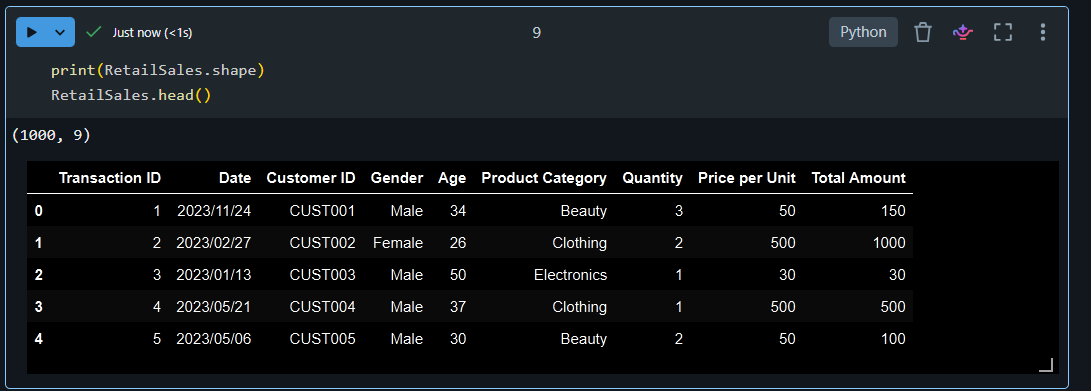 Just now (<1s)
9
Python
print(RetailSales.shape)
RetailSales.head()
(1000, 9)
Transaction ID Date Customer ID Gender Age Product Category Quantity Price per Unit Total Amount
0 1 2023/11/24 CUST001 Male 34 Beauty 3 50 150
1 2 2023/02/27 CUST002 Female 26 Clothing 2 500 1000
2 3 2023/01/13 CUST003 Male 50 Electronics 1 30 30
3 4 2023/05/21 CUST004 Male 37 Clothing 1 500 500
4 5 2023/05/06 CUST005 Male 30 Beauty 2 50 100